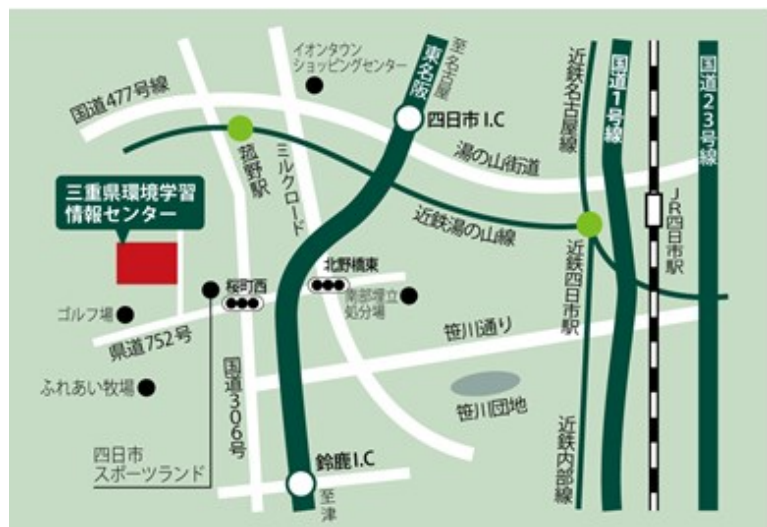 イオンタウン
ショッピングセンター
国道477号線
至名古屋
東名阪
四日市I.C
近鉄名古屋線
国道1号線
国道23号線
菰野駅
ミルクロード
湯の山街道
三重県環境学習
情報センター
近鉄湯の山線
JR四日市駅
近鉄四日市駅
北野橋東
桜町西
南部埋立
処分場
ゴルフ場
県道752号
笹川通り
ふれあい牧場
国道306号
笹川団地
四日市
スポーツランド
鈴鹿I.C
至津
近鉄内部線